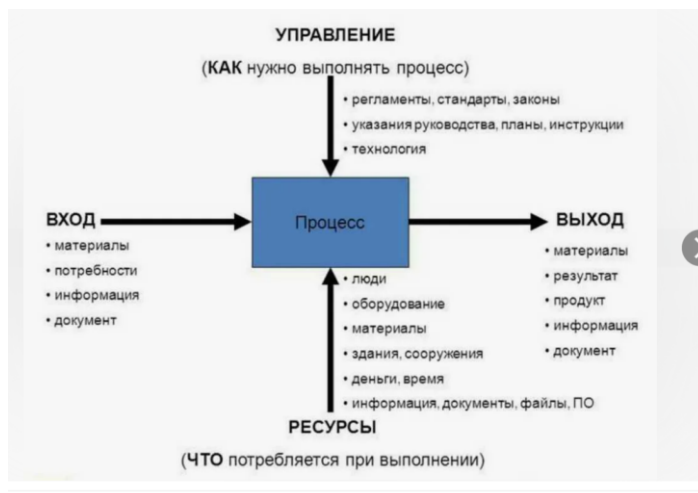 УПРАВЛЕНИЕ
(КАК нужно выполнять процесс)
• регламенты, стандарты, законы
• указания руководства, планы, инструкции
• технология
ВХОД
• материалы
• потребности
• информация
• документ
Процесс
ВЫХОД
• материалы
• результат
• продукт
• информация
• документ
• люди
• оборудование
• материалы
• здания, сооружения
• деньги, время
• информация, документы, файлы, ПО
РЕСУРСЫ
(ЧТО потребляется при выполнении)